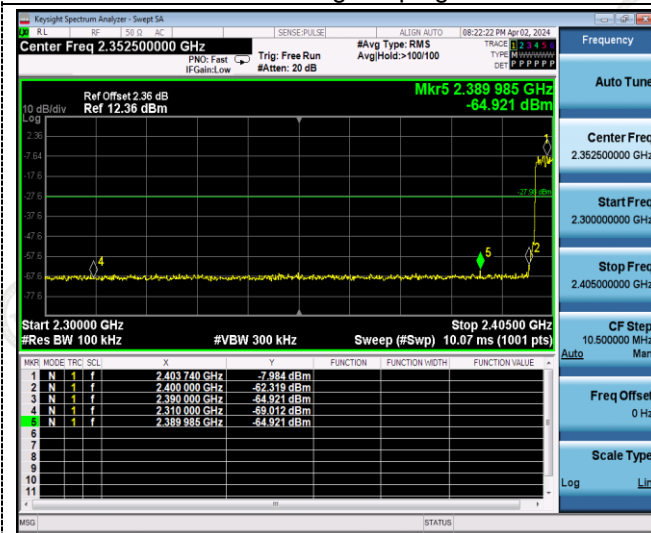 Keysight Spectrum Analyzer - Swept SA
RL RF 50 Ω AC SENSE:PULSE ALIGN AUTO 08:22:22 PM Apr 02, 2024
Center Freq 2.352500000 GHz
PNO: Fast
IFGain:Low
Trig: Free Run
#Atten: 20 dB
#Avg Type: RMS
Avg|Hold:>100/100
TRACE 1 2 3 4 5 6
TYPE M WWWWW
DET P P P P P P
Frequency
Auto Tune
Center Freq
2.352500000 GHz
Start Freq
2.300000000 GHz
Stop Freq
2.405000000 GHz
CF Step
10.500000 MHz
Auto Man
Freq Offset
0 Hz
Scale Type
Log Lin
Mkr5 2.389 985 GHz
-64.921 dBm
Ref Offset 2.36 dB
10 dB/div Ref 12.36 dBm
Log
2.36
-7.64
-17.6
-27.6
-37.6
-47.6
-57.6
-67.6
-77.6
-27.98 dBm
1
2
4
5
Start 2.30000 GHz Stop 2.40500 GHz
#Res BW 100 kHz #VBW 300 kHz Sweep (#Swp) 10.07 ms (1001 pts)
MKR MODE TRC SCL X Y FUNCTION FUNCTION WIDTH FUNCTION VALUE
1 N 1 f 2.403 740 GHz -7.984 dBm
2 N 1 f 2.400 000 GHz -62.319 dBm
3 N 1 f 2.390 000 GHz -64.921 dBm
4 N 1 f 2.310 000 GHz -69.012 dBm
5 N 1 f 2.389 985 GHz -64.921 dBm
6
7
8
9
10
11
MSG STATUS